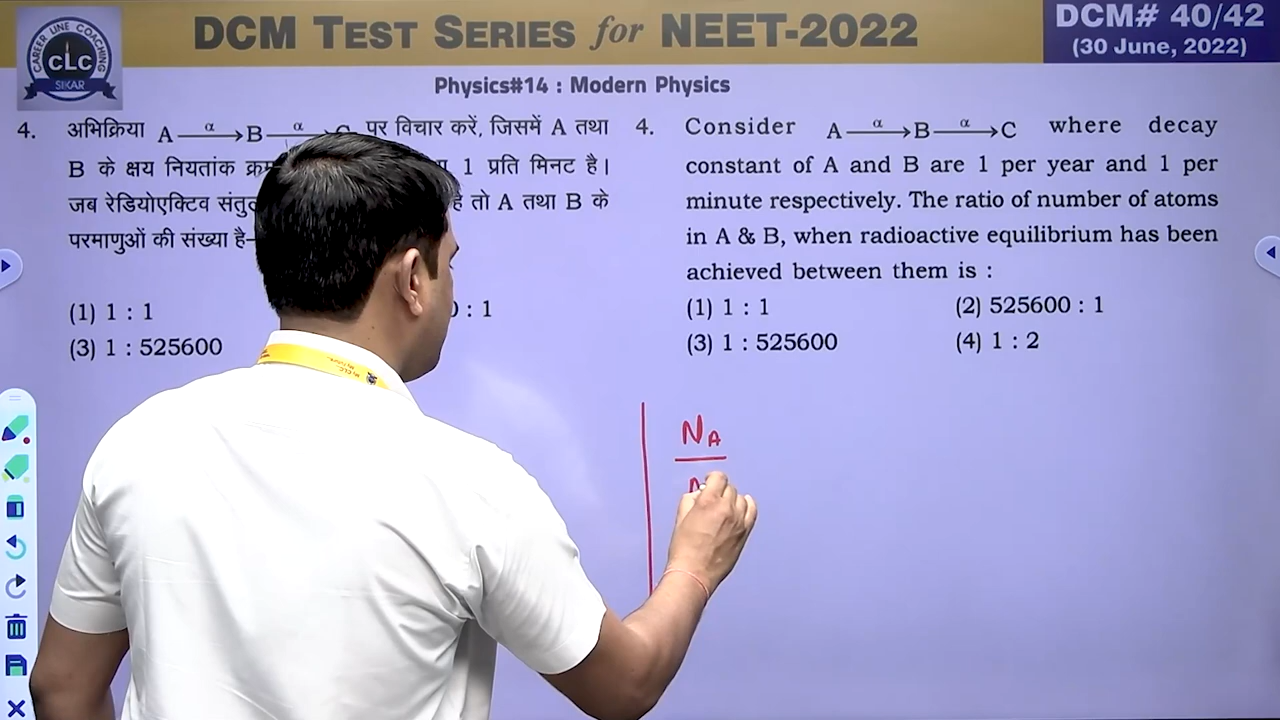 DCM TEST SERIES for NEET-2022
DCM# 40/42
(30 June, 2022)
CAREER LINE COACHING
CLC
SIKAR
Physics#14 : Modern Physics
4. अभिक्रिया A α B α C पर विचार करें, जिसमें A तथा
B के क्षय नियतांक 1 प्रति मिनट है।
जब रेडियोएक्टिव है तो A तथा B के
परमाणुओं की संख्या है-
(1) 1 : 1 : 1
(3) 1 : 525600
4. Consider A α B α C where decay
constant of A and B are 1 per year and 1 per
minute respectively. The ratio of number of atoms
in A & B, when radioactive equilibrium has been
achieved between them is :
(1) 1 : 1 (2) 525600 : 1
(3) 1 : 525600 (4) 1 : 2
NA